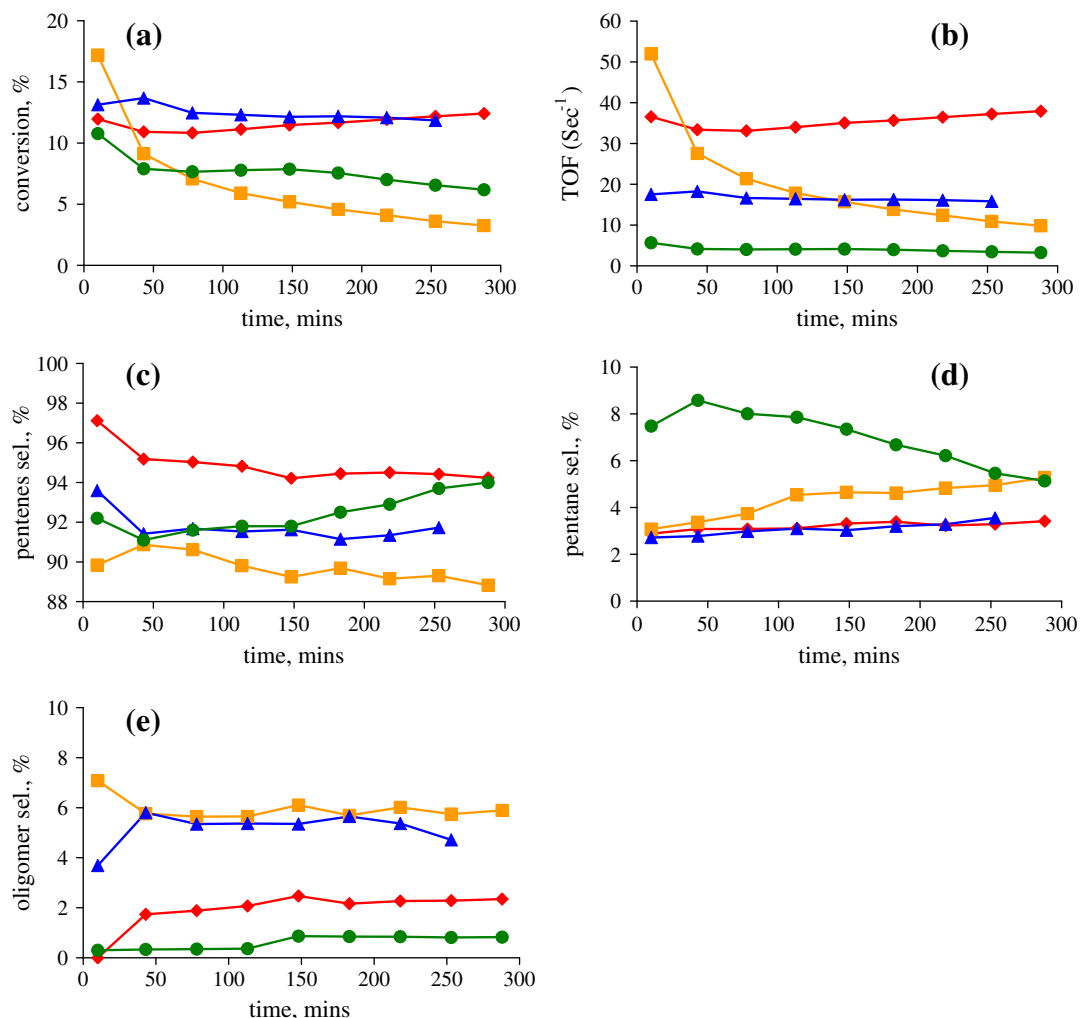 (a)
conversion, %
20
15
10
5
0
0 50 100 150 200 250 300
time, mins
(b)
TOF (Sec⁻¹)
60
50
40
30
20
10
0
0 50 100 150 200 250 300
time, mins
(c)
pentenes sel., %
100
98
96
94
92
90
88
0 50 100 150 200 250 300
time, mins
(d)
pentane sel., %
10
8
6
4
2
0
0 50 100 150 200 250 300
time, mins
(e)
oligomer sel., %
10
8
6
4
2
0
0 50 100 150 200 250 300
time, mins